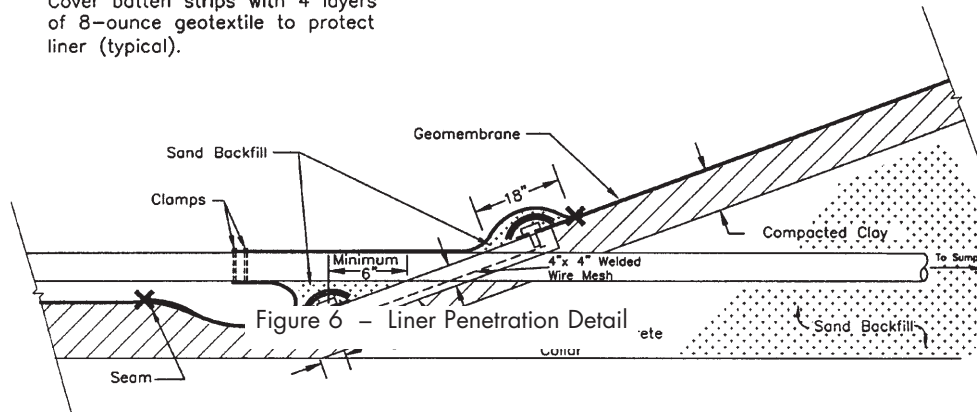 Cover batten strips with 4 layers
of 8-ounce geotextile to protect
liner (typical).
Geomembrane
Sand Backfill
18"
Clamps
Compacted Clay
Minimum
6"
4"x 4" Welded
Wire Mesh
To Sump
Figure 6 – Liner Penetration Detail
Sand Backfill
rete
Collar
Seam